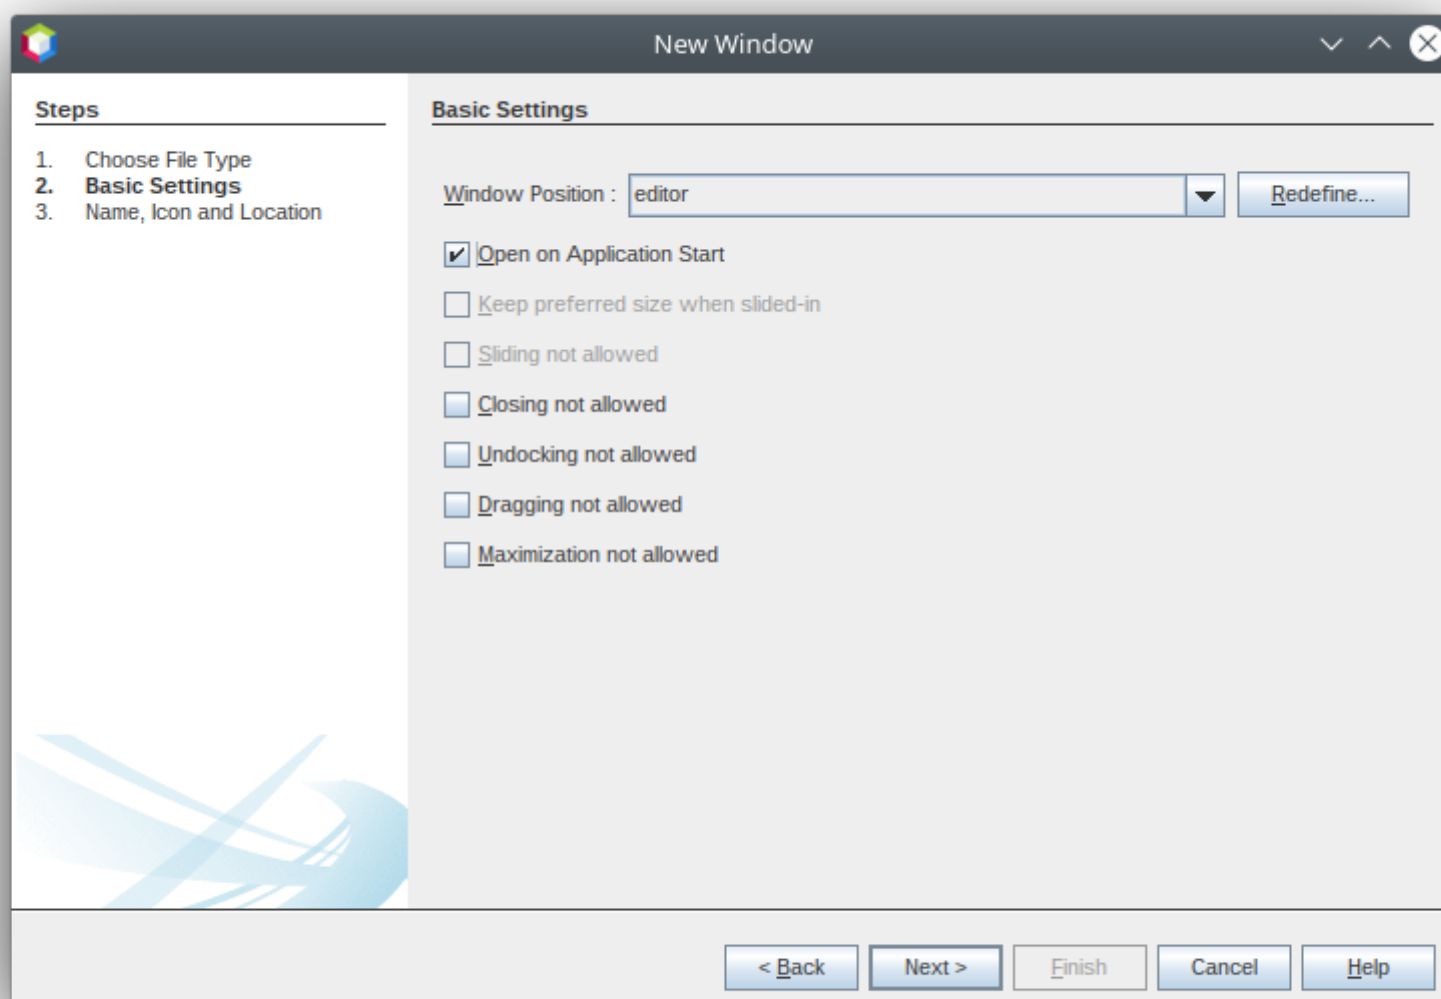 New Window
Steps
1. Choose File Type
2. Basic Settings
3. Name, Icon and Location
Basic Settings
Window Position : editor Redefine...
Open on Application Start
Keep preferred size when slided-in
Sliding not allowed
Closing not allowed
Undocking not allowed
Dragging not allowed
Maximization not allowed
< Back Next > Finish Cancel Help